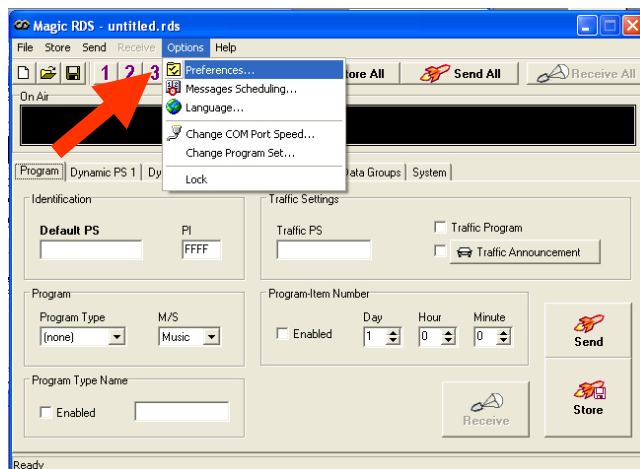 Magic RDS - untitled.rds
File Store Send Receive Options Help
1 2 3 Store All Send All Receive All
Preferences...
Messages Scheduling...
Language...
Change COM Port Speed...
Change Program Set...
Lock
On Air
Program Dynamic PS 1 Data Groups System
Identification
Default PS PI
FFFF
Traffic Settings
Traffic PS Traffic Program
Traffic Announcement
Program
Program Type M/S
(none) Music
Program-Item Number
Day Hour Minute
Enabled 1 0 0
Send
Program Type Name
Enabled
Receive
Store
Ready